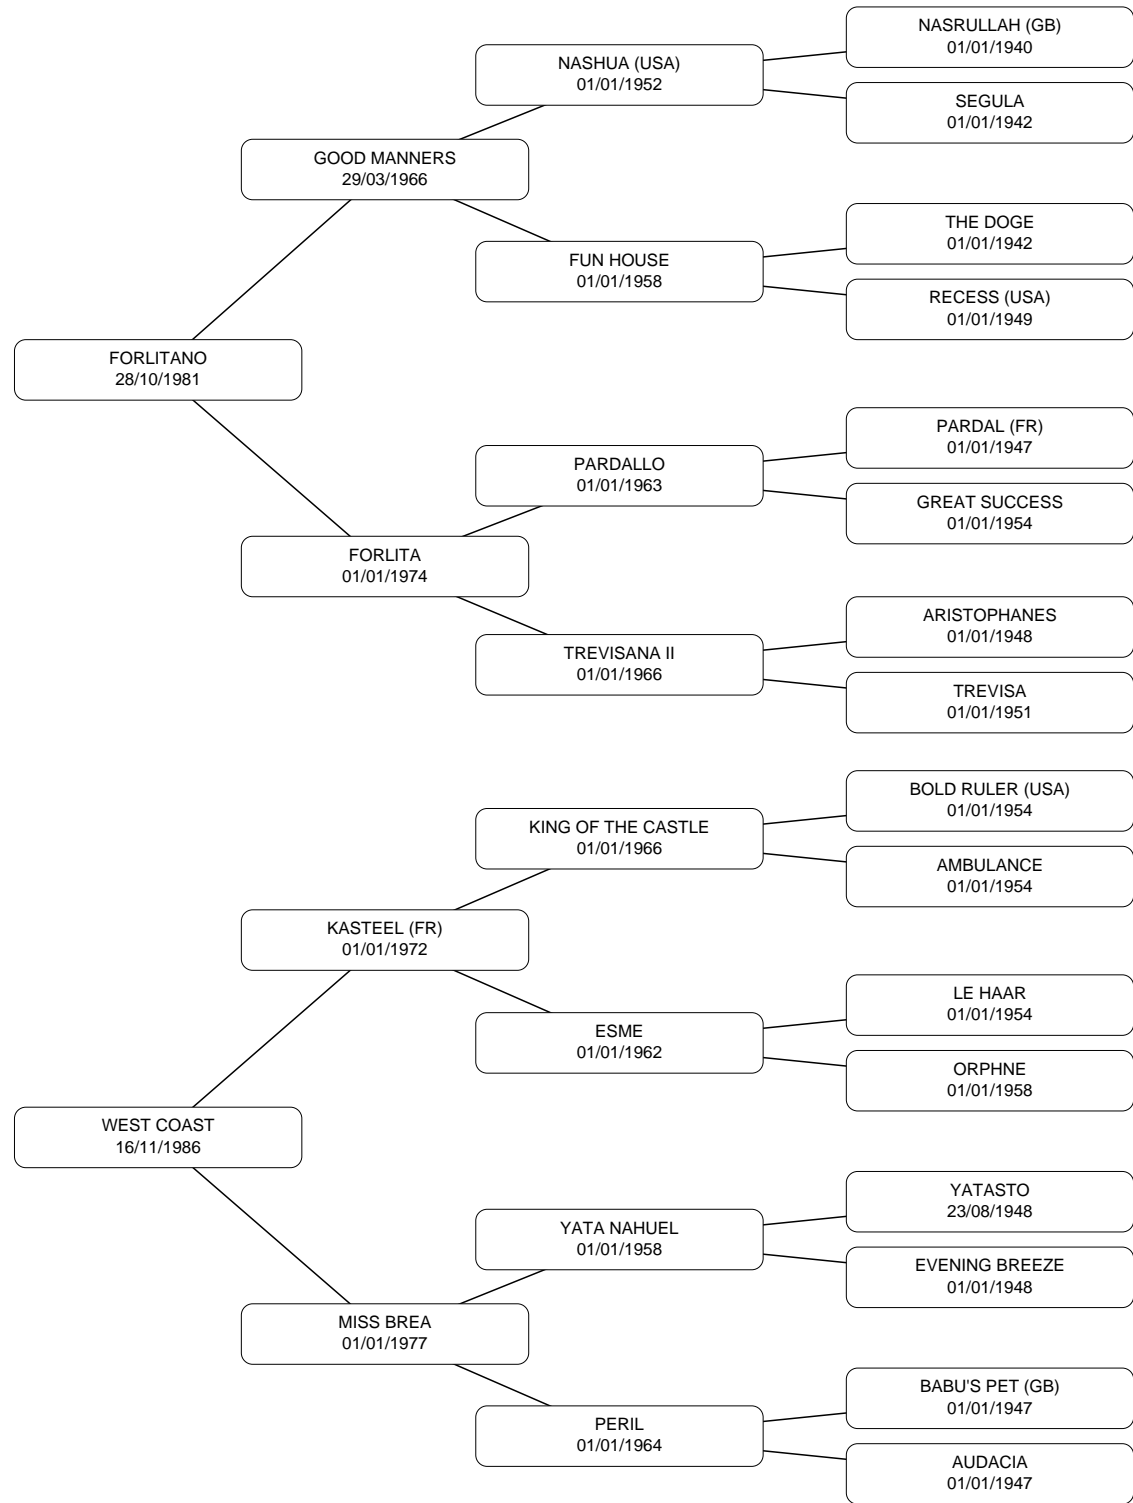 NASRULLAH (GB)
01/01/1940
NASHUA (USA)
01/01/1952
SEGULA
01/01/1942
GOOD MANNERS
29/03/1966
THE DOGE
01/01/1942
FUN HOUSE
01/01/1958
RECESS (USA)
01/01/1949
FORLITANO
28/10/1981
PARDAL (FR)
01/01/1947
PARDALLO
01/01/1963
GREAT SUCCESS
01/01/1954
FORLITA
01/01/1974
ARISTOPHANES
01/01/1948
TREVISANA II
01/01/1966
TREVISA
01/01/1951
BOLD RULER (USA)
01/01/1954
KING OF THE CASTLE
01/01/1966
AMBULANCE
01/01/1954
KASTEEL (FR)
01/01/1972
LE HAAR
01/01/1954
ESME
01/01/1962
ORPHNE
01/01/1958
WEST COAST
16/11/1986
YATASTO
23/08/1948
YATA NAHUEL
01/01/1958
EVENING BREEZE
01/01/1948
MISS BREA
01/01/1977
BABU'S PET (GB)
01/01/1947
PERIL
01/01/1964
AUDACIA
01/01/1947